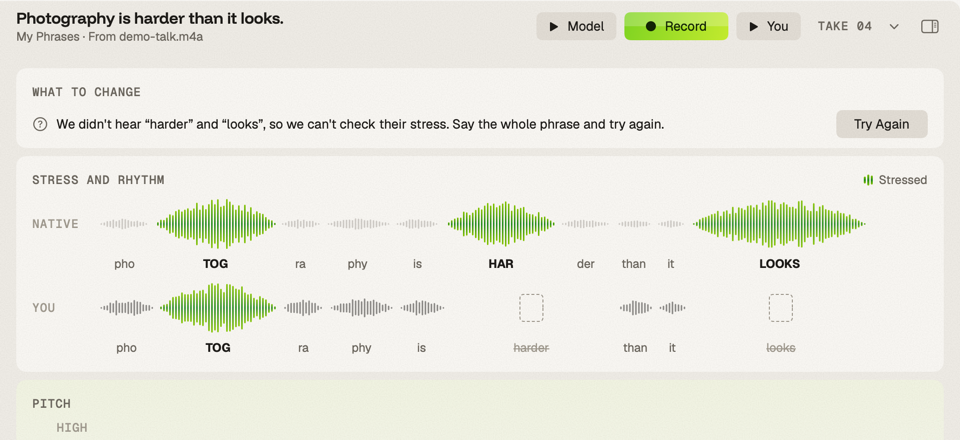 Photography is harder than it looks.
My Phrases · From demo-talk.m4a
Model
Record
You
TAKE 04
WHAT TO CHANGE
We didn't hear “harder” and “looks”, so we can't check their stress. Say the whole phrase and try again.
Try Again
STRESS AND RHYTHM
Stressed
NATIVE
pho TOG ra phy is HAR der than it LOOKS
YOU
pho TOG ra phy is harder than it looks
PITCH
HIGH